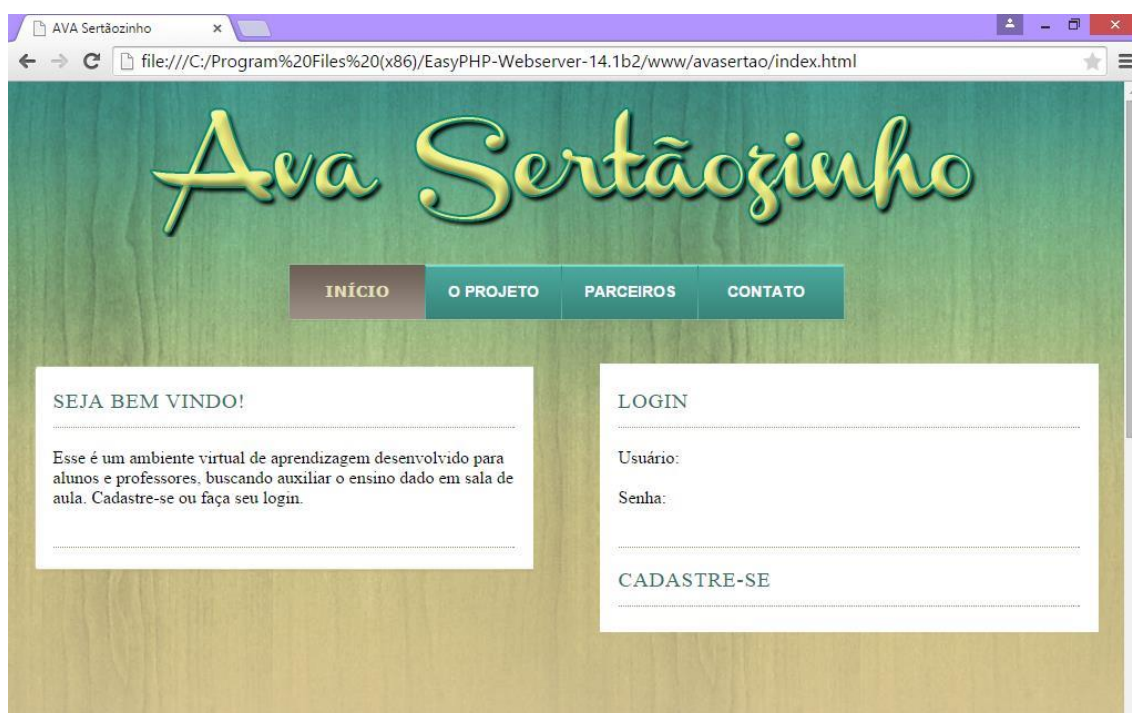 AVA Sertãozinho
file:///C:/Program%20Files%20(x86)/EasyPHP-Webserver-14.1b2/www/avasertao/index.html
Ava Sertãozinho
INÍCIO O PROJETO PARCEIROS CONTATO
SEJA BEM VINDO!
Esse é um ambiente virtual de aprendizagem desenvolvido para
alunos e professores, buscando auxiliar o ensino dado em sala de
aula. Cadastre-se ou faça seu login.
LOGIN
Usuário:
Senha:
CADASTRE-SE